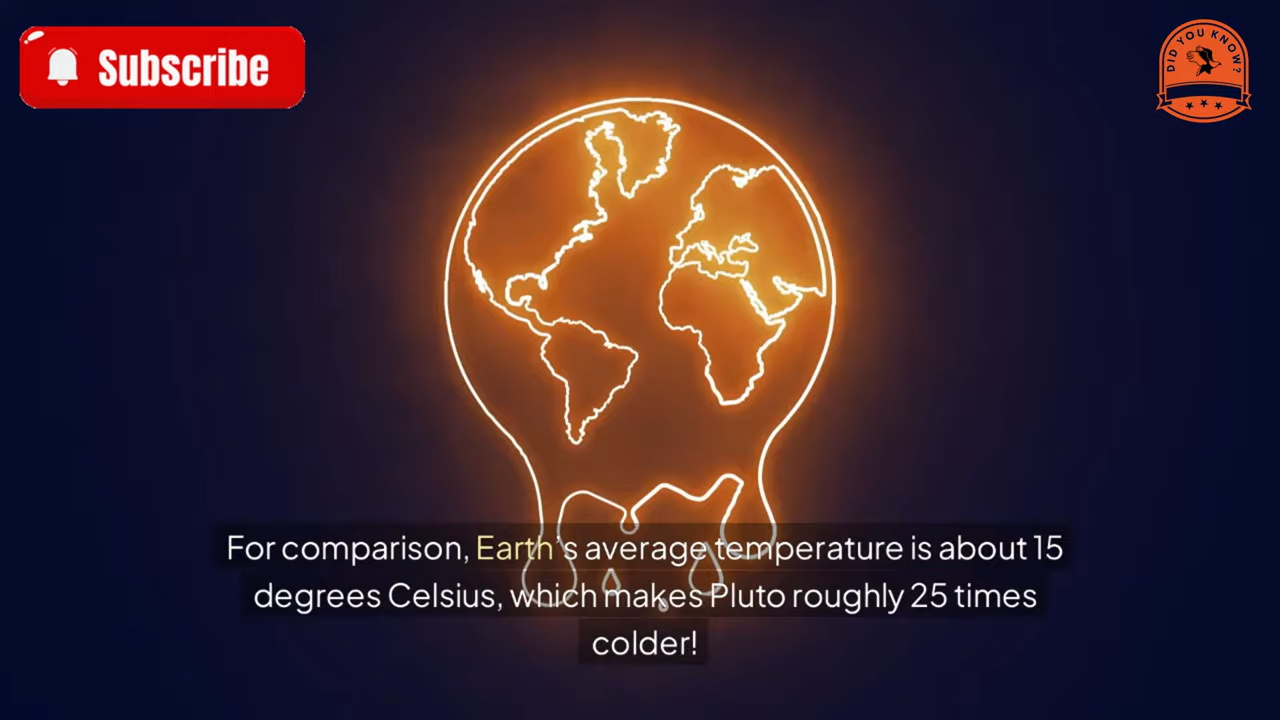 Subscribe
DID YOU KNOW?
For comparison, Earth's average temperature is about 15
degrees Celsius, which makes Pluto roughly 25 times
colder!